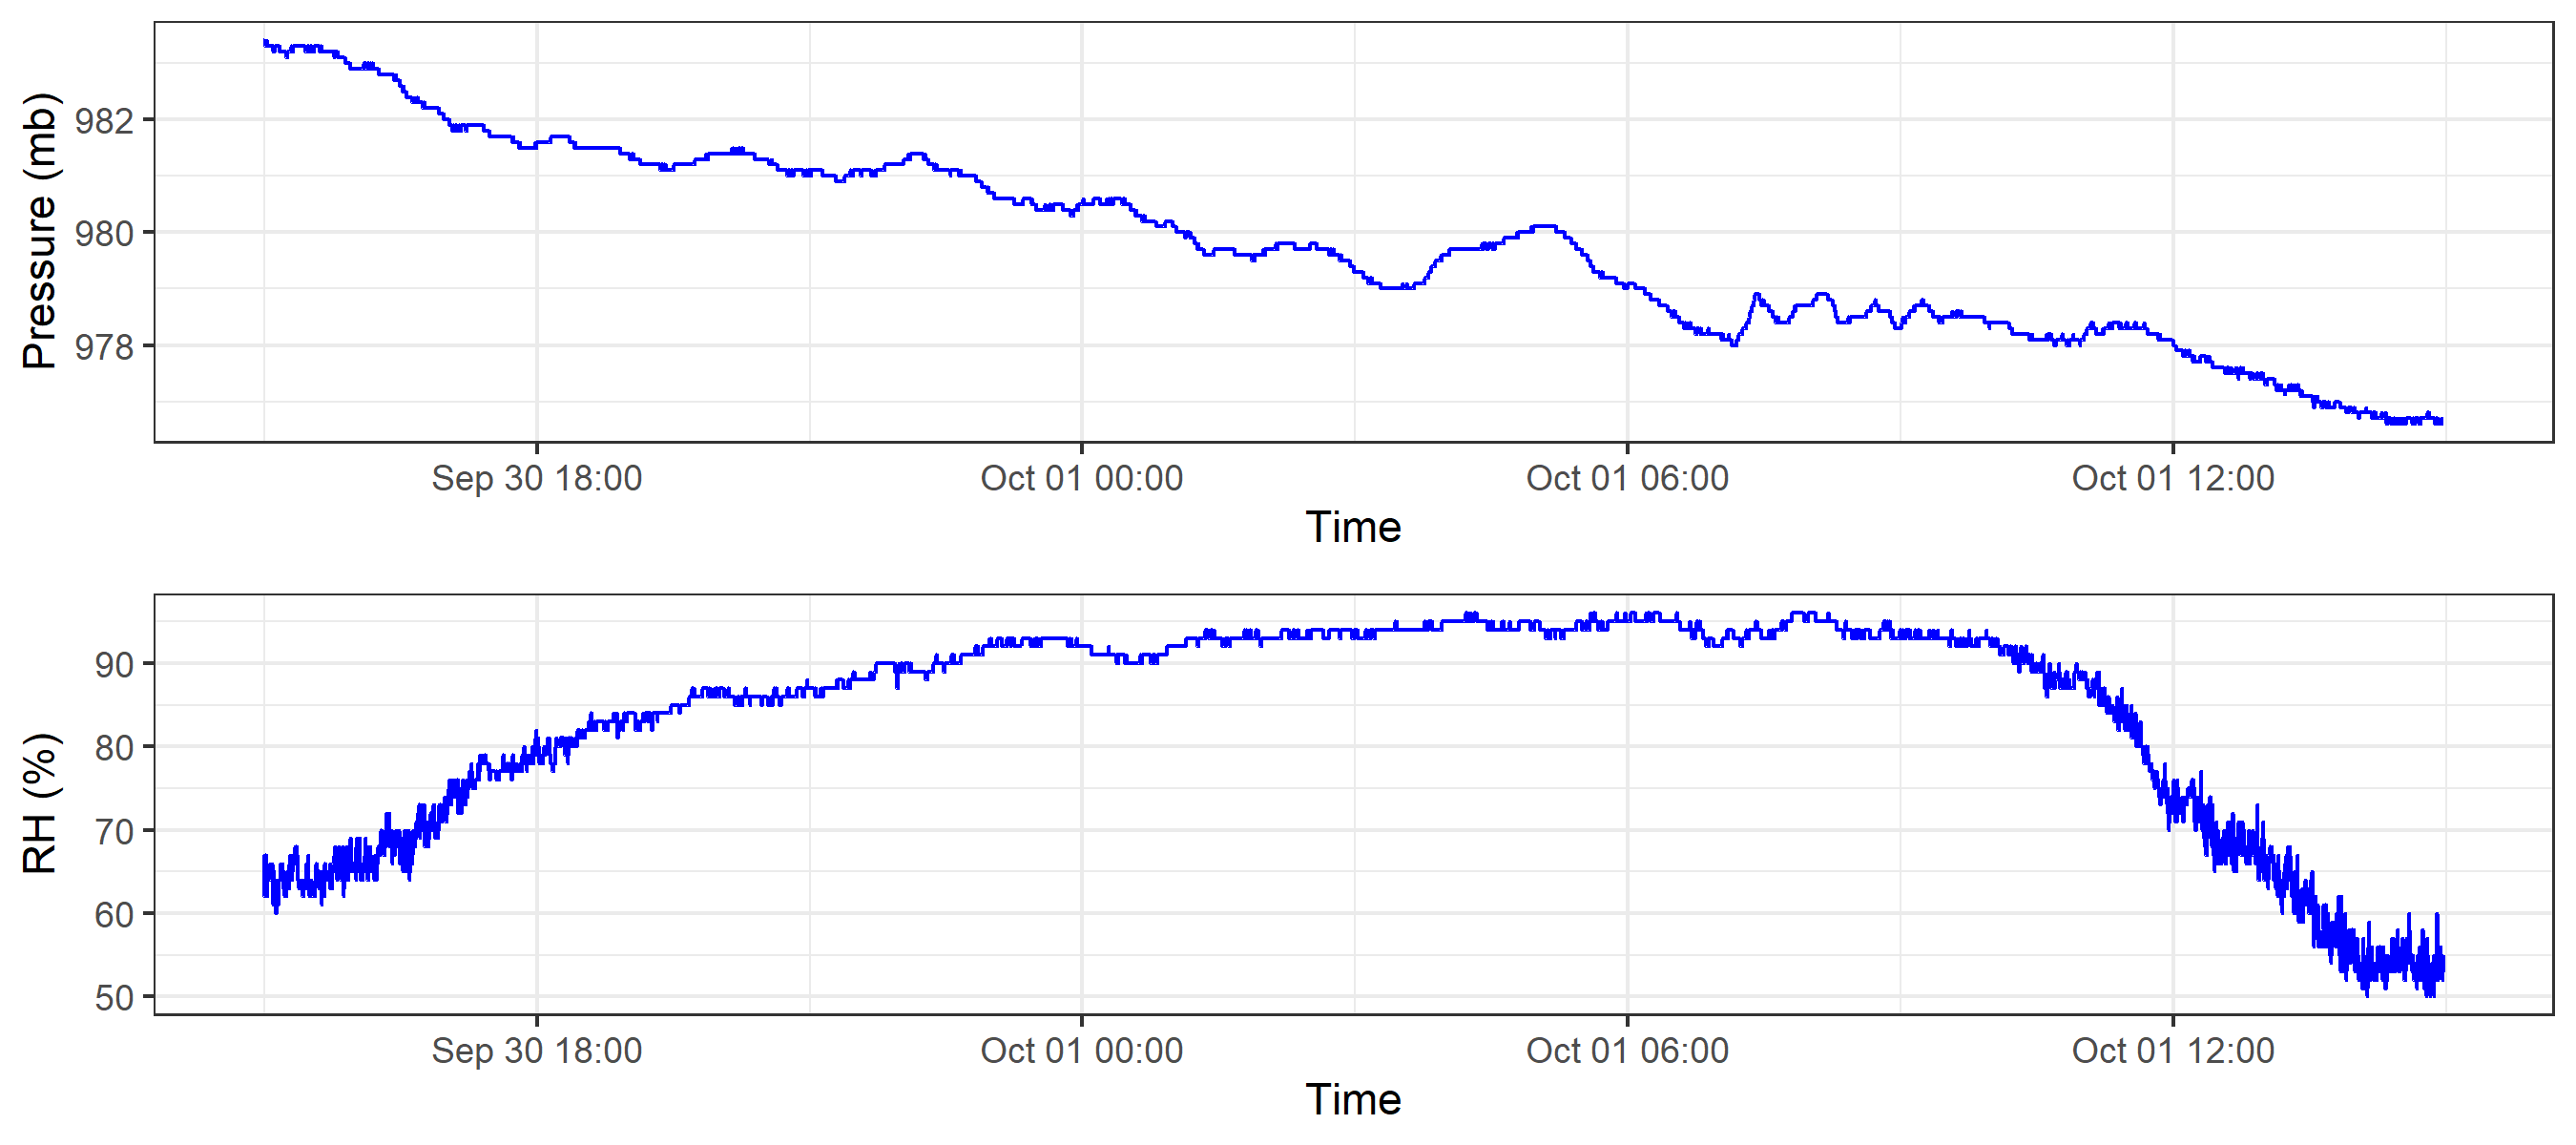 Pressure (mb)
982
980
978
Sep 30 18:00
Oct 01 00:00
Oct 01 06:00
Oct 01 12:00
Time
RH (%)
90
80
70
60
50
Sep 30 18:00
Oct 01 00:00
Oct 01 06:00
Oct 01 12:00
Time